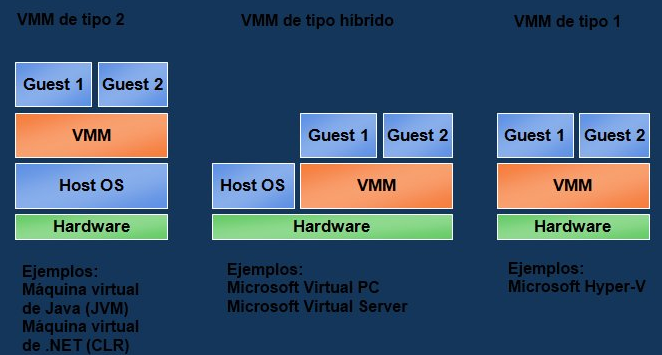 VMM de tipo 2
Guest 1
Guest 2
VMM
Host OS
Hardware
Ejemplos:
Máquina virtual
de Java (JVM)
Máquina virtual
de .NET (CLR)
VMM de tipo hibrido
Guest 1
Guest 2
Host OS
VMM
Hardware
Ejemplos:
Microsoft Virtual PC
Microsoft Virtual Server
VMM de tipo 1
Guest 1
Guest 2
VMM
Hardware
Ejemplos:
Microsoft Hyper-V